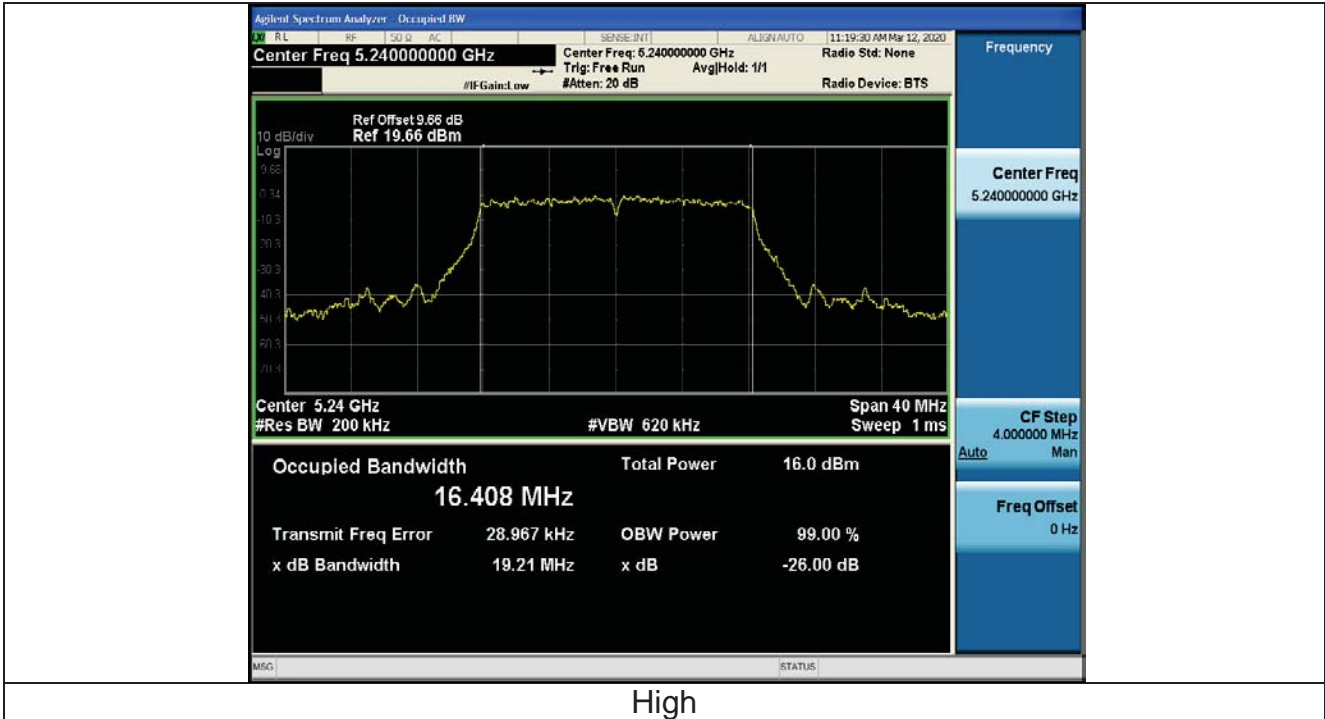 Agilent Spectrum Analyzer - Occupied BW
LXI RL RF 50 Ω AC SENSE:INT ALIGN AUTO 11:19:30 AM Mar 12, 2020
Center Freq 5.240000000 GHz
Center Freq: 5.240000000 GHz Radio Std: None
Trig: Free Run Avg|Hold: 1/1
#IFGain:Low #Atten: 20 dB Radio Device: BTS
Ref Offset 9.66 dB
10 dB/div Ref 19.66 dBm
Log
9.66
0.34
-10.3
-20.3
-30.3
-40.3
-50.3
-60.3
-70.3
Center 5.24 GHz Span 40 MHz
#Res BW 200 kHz #VBW 620 kHz Sweep 1 ms
Occupied Bandwidth Total Power 16.0 dBm
16.408 MHz
Transmit Freq Error 28.967 kHz OBW Power 99.00 %
x dB Bandwidth 19.21 MHz x dB -26.00 dB
MSG STATUS
Frequency
Center Freq
5.240000000 GHz
CF Step
4.000000 MHz
Auto Man
Freq Offset
0 Hz
High